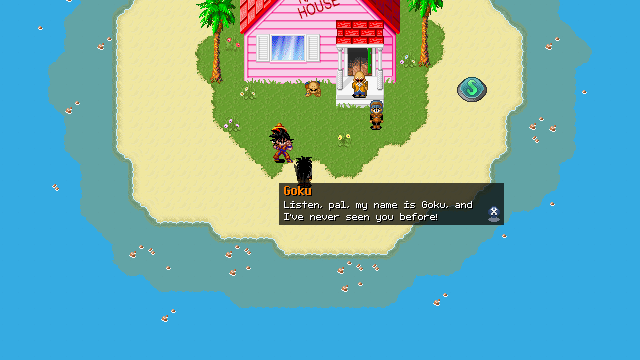 HOUSE
Goku
Listen, pal, my name is Goku, and
I've never seen you before!
S